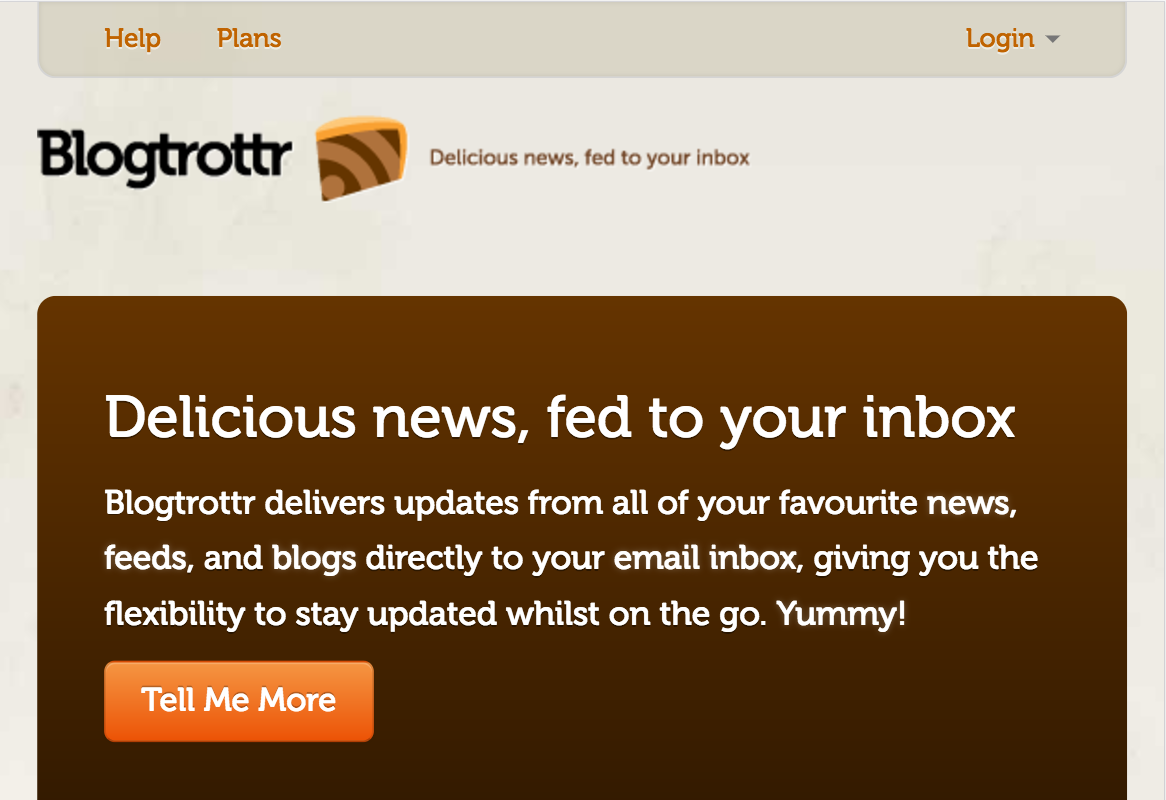 Help Plans Login
Blogtrottr Delicious news, fed to your inbox
Delicious news, fed to your inbox
Blogtrottr delivers updates from all of your favourite news,
feeds, and blogs directly to your email inbox, giving you the
flexibility to stay updated whilst on the go. Yummy!
Tell Me More